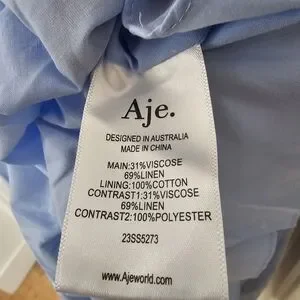 Aje.
DESIGNED IN AUSTRALIA
MADE IN CHINA
MAIN:31%VISCOSE
69%LINEN
LINING:100%COTTON
CONTRAST1:31%VISCOSE
69%LINEN
CONTRAST2:100%POLYESTER
23SS5273
www.Ajeworld.com